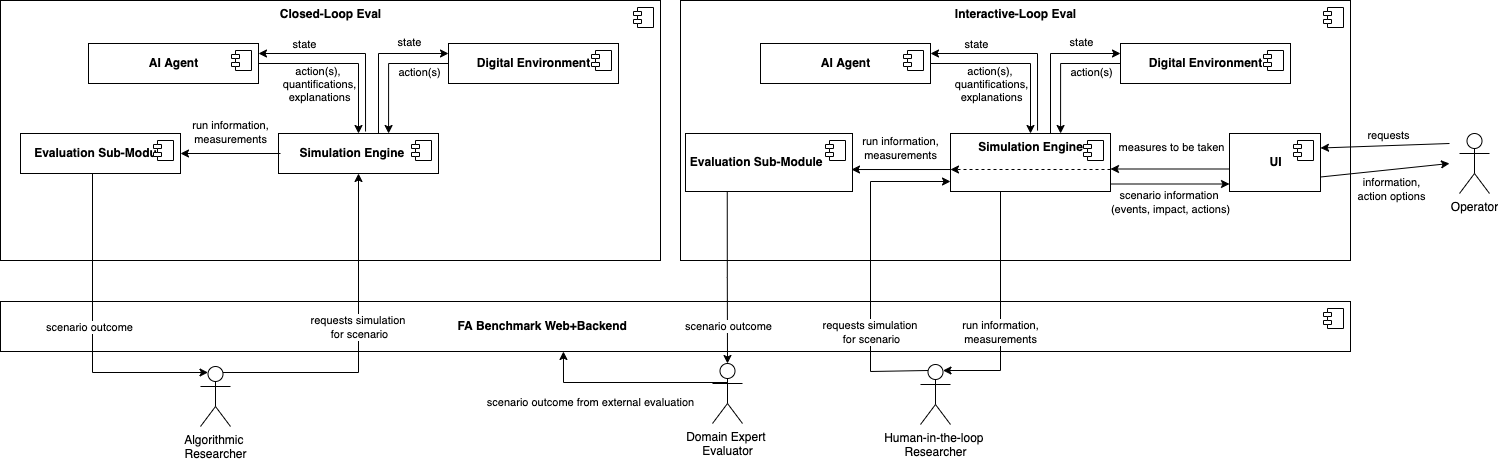 Closed-Loop Eval
AI Agent
state
action(s),
quantifications,
explanations
state
action(s)
Digital Environment
Evaluation Sub-Modu
run information,
measurements
Simulation Engine
Interactive-Loop Eval
AI Agent
state
action(s),
quantifications,
explanations
state
action(s)
Digital Environment
Evaluation Sub-Module
run information,
measurements
Simulation Engine
measures to be taken
scenario information
(events, impact, actions)
UI
requests
information,
action options
Operator
scenario outcome
requests simulation
for scenario
FA Benchmark Web+Backend
scenario outcome
requests simulation
for scenario
run information,
measurements
scenario outcome from external evaluation
Algorithmic
Researcher
Domain Expert
Evaluator
Human-in-the-loop
Researcher